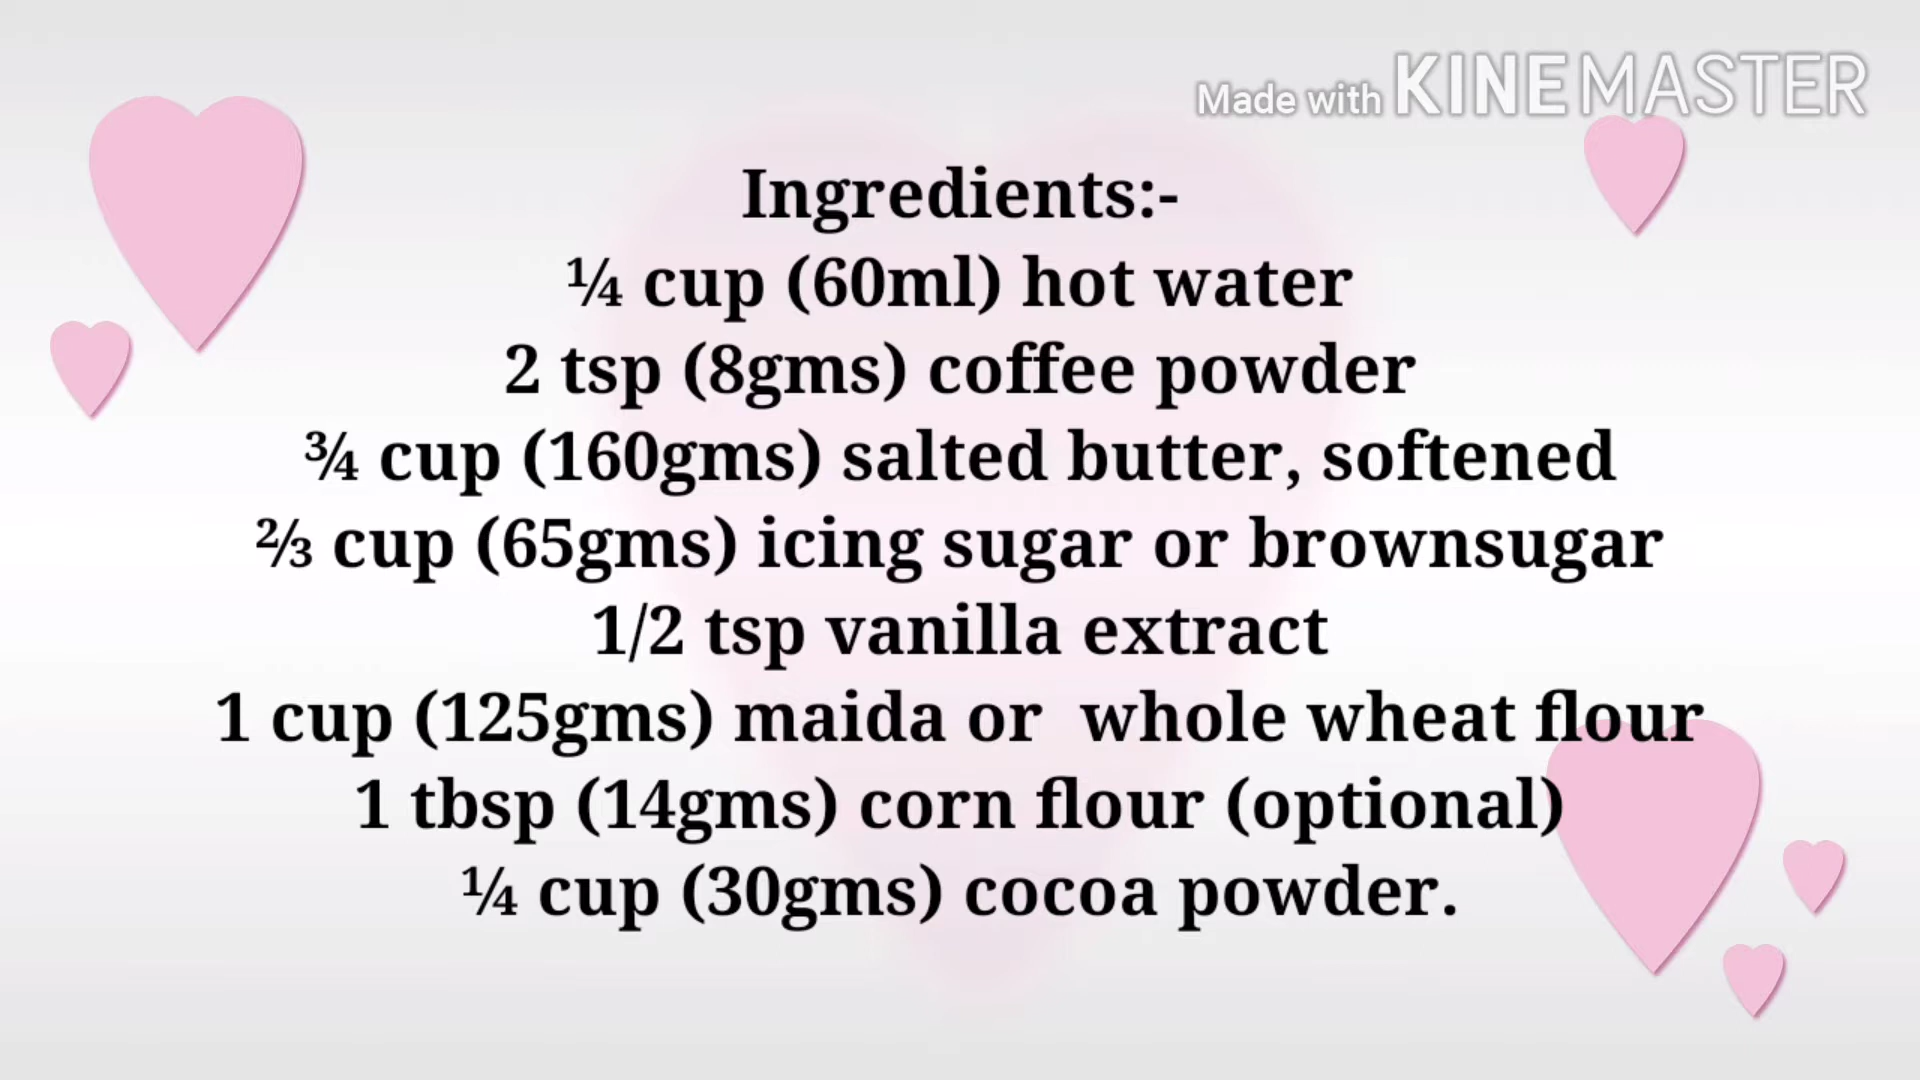 Made with KINEMASTER
Ingredients:-
¼ cup (60ml) hot water
2 tsp (8gms) coffee powder
¾ cup (160gms) salted butter, softened
⅔ cup (65gms) icing sugar or brownsugar
1/2 tsp vanilla extract
1 cup (125gms) maida or  whole wheat flour
1 tbsp (14gms) corn flour (optional)
¼ cup (30gms) cocoa powder.